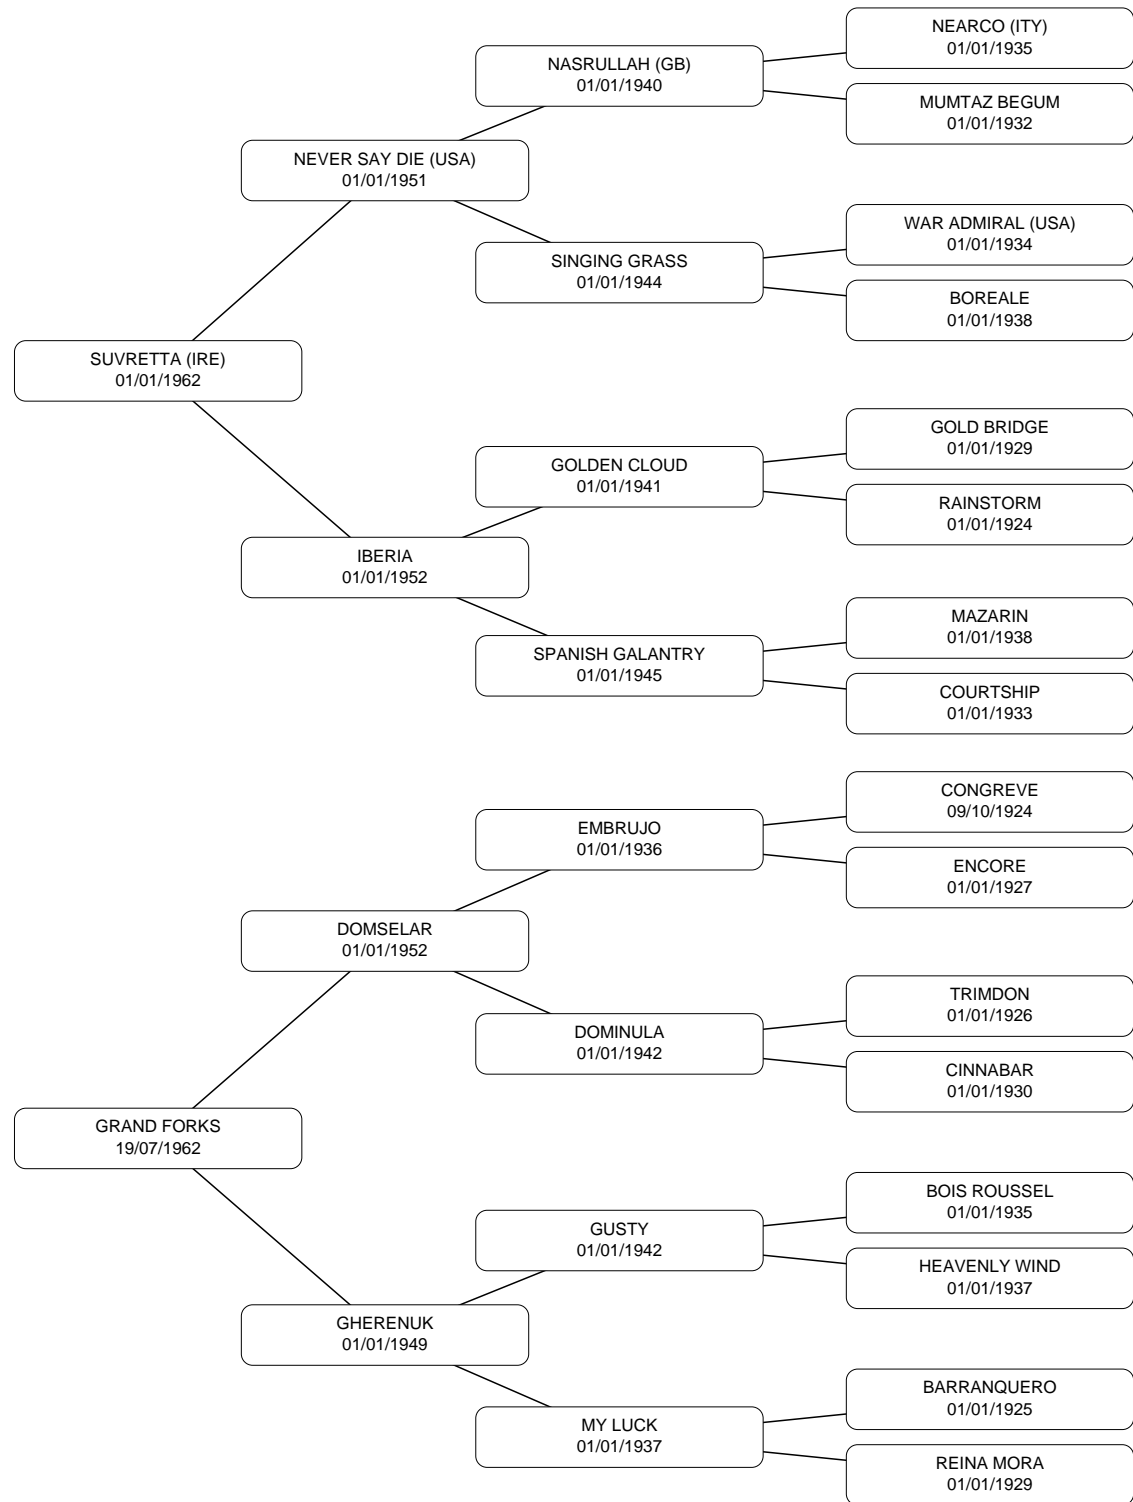 NEARCO (ITY)
01/01/1935
NASRULLAH (GB)
01/01/1940
MUMTAZ BEGUM
01/01/1932
NEVER SAY DIE (USA)
01/01/1951
WAR ADMIRAL (USA)
01/01/1934
SINGING GRASS
01/01/1944
BOREALE
01/01/1938
SUVRETTA (IRE)
01/01/1962
GOLD BRIDGE
01/01/1929
GOLDEN CLOUD
01/01/1941
RAINSTORM
01/01/1924
IBERIA
01/01/1952
MAZARIN
01/01/1938
SPANISH GALANTRY
01/01/1945
COURTSHIP
01/01/1933
CONGREVE
09/10/1924
EMBRUJO
01/01/1936
ENCORE
01/01/1927
DOMSELAR
01/01/1952
TRIMDON
01/01/1926
DOMINULA
01/01/1942
CINNABAR
01/01/1930
GRAND FORKS
19/07/1962
BOIS ROUSSEL
01/01/1935
GUSTY
01/01/1942
HEAVENLY WIND
01/01/1937
GHERENUK
01/01/1949
BARRANQUERO
01/01/1925
MY LUCK
01/01/1937
REINA MORA
01/01/1929